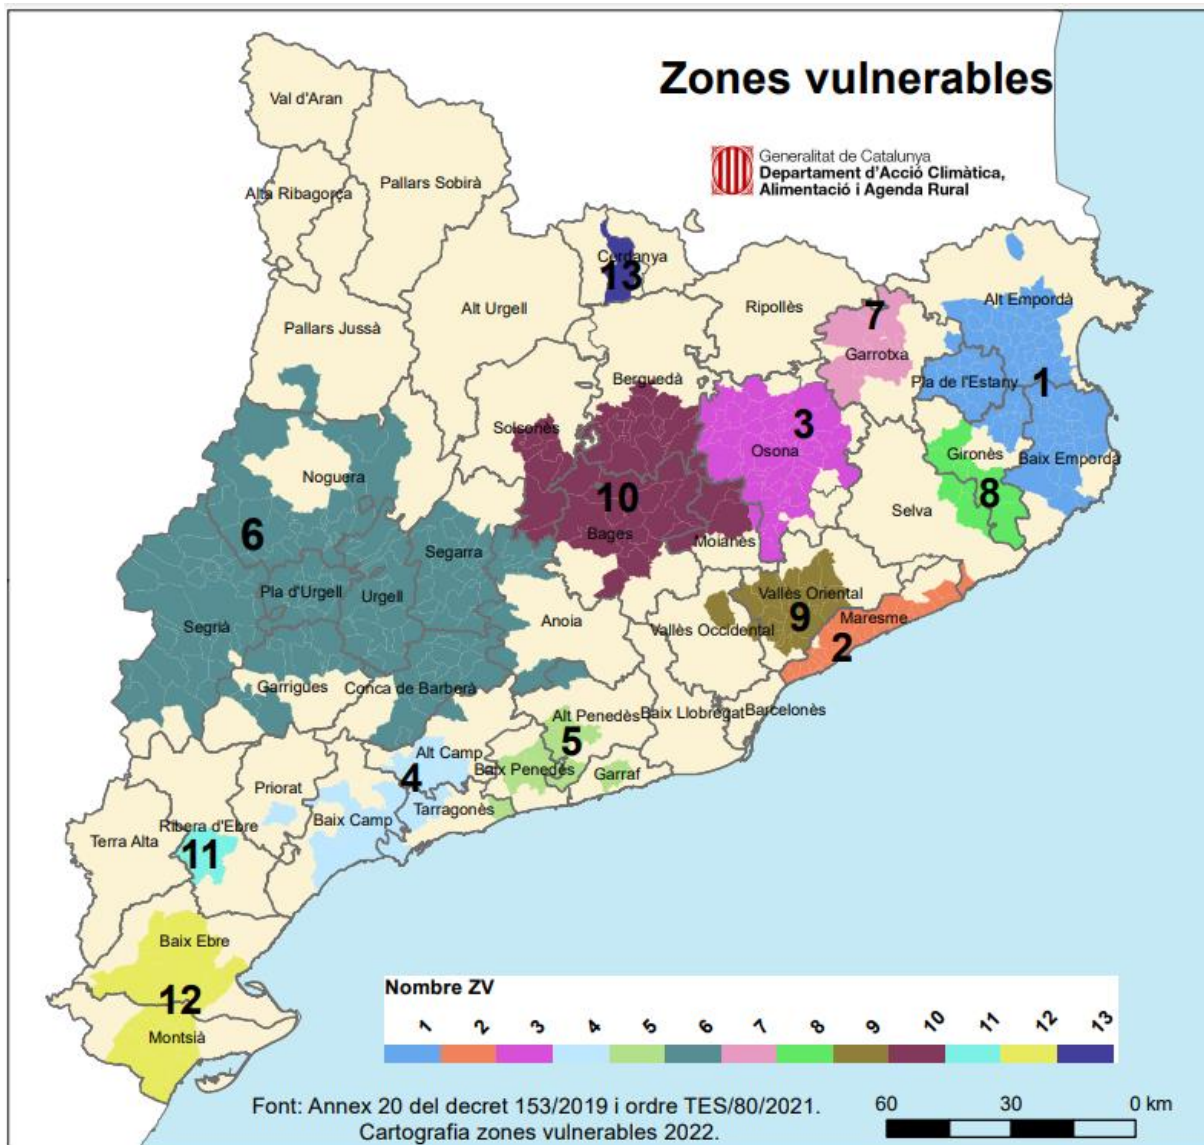 Zones vulnerables
Generalitat de Catalunya
Departament d'Acció Climàtica,
Alimentació i Agenda Rural
Val d'Aran
Pallars Sobirà
Alta Ribagorça
Cerdanya
13
Alt Urgell
Ripollès
Alt Empordà
7
Pallars Jussà
Garrotxa
Berguedà
Pla de l'Estany
1
Solsonès
3
Osona
Gironès
Baix Empordà
Noguera
10
8
Selva
6
Bages
Moianès
Segarra
Pla d'Urgell
Urgell
Vallès Oriental
Segrià
Anoia
Vallès Occidental
9
Maresme
2
Garrigues
Conca de Barberà
Alt Penedès
Baix Llobregat
Barcelonès
5
Alt Camp
Baix Penedès
Garraf
4
Priorat
Tarragonès
Baix Camp
Ribera d'Ebre
Terra Alta
11
Baix Ebre
12
Montsià
Nombre ZV
1 2 3 4 5 6 7 8 9 10 11 12 13
Font: Annex 20 del decret 153/2019 i ordre TES/80/2021.
Cartografia zones vulnerables 2022.
60 30 0 km